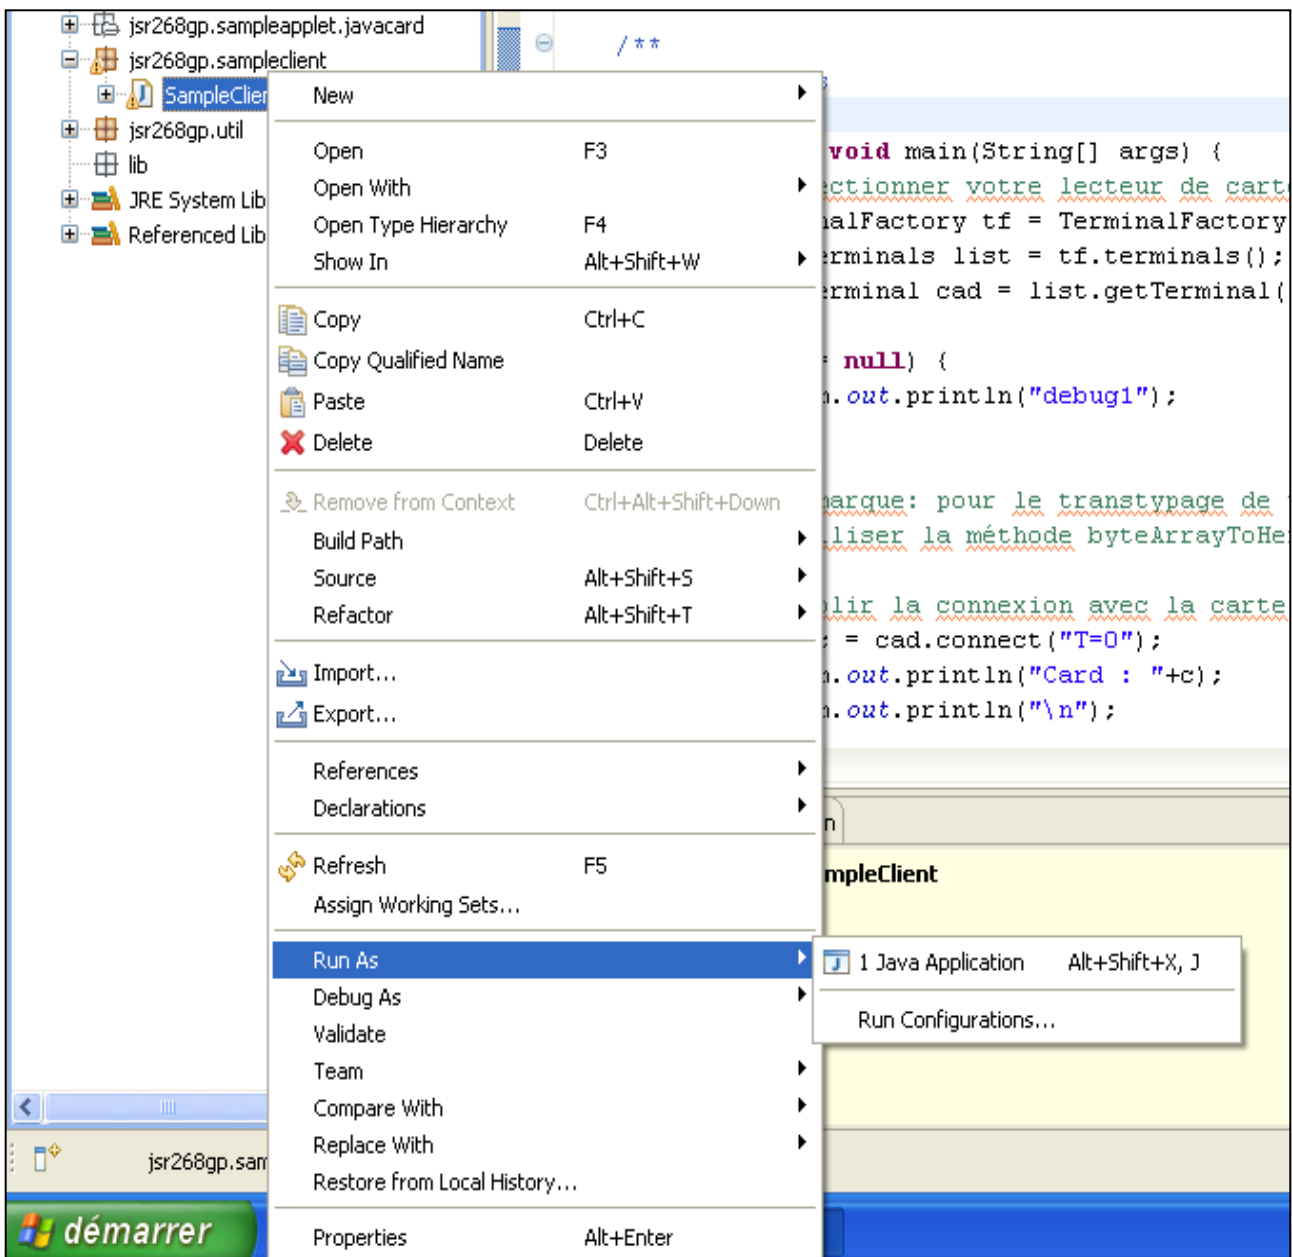 jsr268gp.sampleapplet.javacard
jsr268gp.sampleclient
SampleClie
jsr268gp.util
lib
JRE System Lib
Referenced Lib
New
Open F3
Open With
Open Type Hierarchy F4
Show In Alt+Shift+W
Copy Ctrl+C
Copy Qualified Name
Paste Ctrl+V
Delete Delete
Remove from Context Ctrl+Alt+Shift+Down
Build Path
Source Alt+Shift+S
Refactor Alt+Shift+T
Import...
Export...
References
Declarations
Refresh F5
Assign Working Sets...
Run As
Debug As
Validate
Team
Compare With
Replace With
Restore from Local History...
Properties Alt+Enter
1 Java Application Alt+Shift+X, J
Run Configurations...
/**
void main(String[] args) {
ectionner votre lecteur de cart
alFactory tf = TerminalFactory
erminals list = tf.terminals();
erminal cad = list.getTerminal(
= null) {
.out.println("debug1");
marque: pour le transtypage de
liser la méthode byteArrayToHe
lir la connexion avec la carte
= cad.connect("T=0");
.out.println("Card : "+c);
.out.println("\n");
n
mpleClient
jsr268gp.sam
démarrer